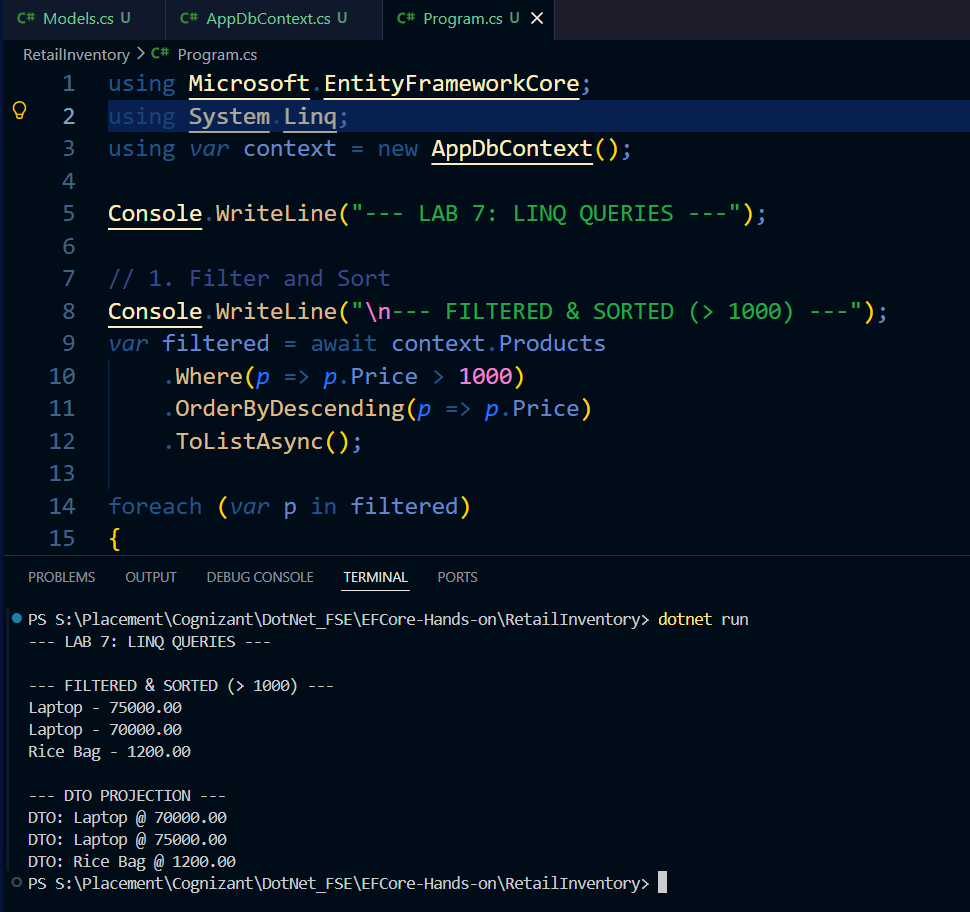 C# Models.cs U C# AppDbContext.cs U C# Program.cs U ×
RetailInventory > C# Program.cs
1 using Microsoft.EntityFrameworkCore;
2 using System.Linq;
3 using var context = new AppDbContext();
4
5 Console.WriteLine("--- LAB 7: LINQ QUERIES ---");
6
7 // 1. Filter and Sort
8 Console.WriteLine("\n--- FILTERED & SORTED (> 1000) ---");
9 var filtered = await context.Products
10 .Where(p => p.Price > 1000)
11 .OrderByDescending(p => p.Price)
12 .ToListAsync();
13
14 foreach (var p in filtered)
15 {
PROBLEMS OUTPUT DEBUG CONSOLE TERMINAL PORTS
PS S:\Placement\Cognizant\DotNet_FSE\EFCore-Hands-on\RetailInventory> dotnet run
--- LAB 7: LINQ QUERIES ---
--- FILTERED & SORTED (> 1000) ---
Laptop - 75000.00
Laptop - 70000.00
Rice Bag - 1200.00
--- DTO PROJECTION ---
DTO: Laptop @ 70000.00
DTO: Laptop @ 75000.00
DTO: Rice Bag @ 1200.00
PS S:\Placement\Cognizant\DotNet_FSE\EFCore-Hands-on\RetailInventory>